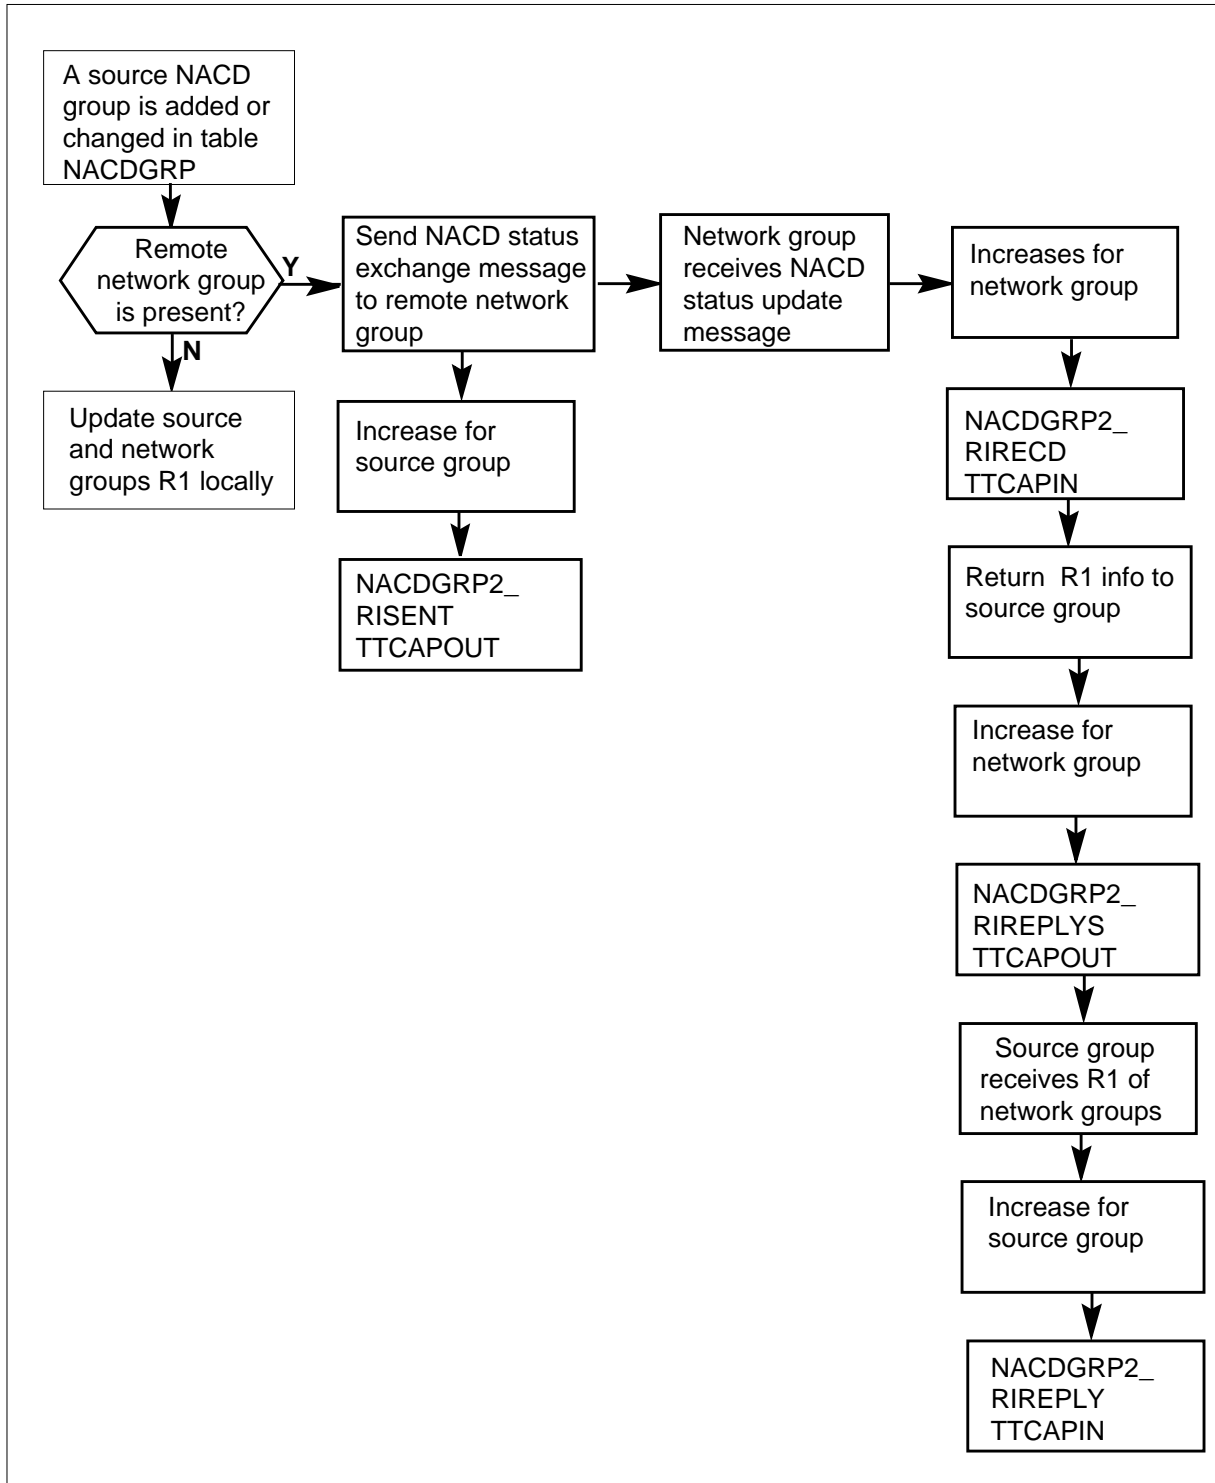 A source NACD
group is added or
changed in table
NACDGRP
Remote
network group
is present?
Y
N
Update source
and network
groups R1 locally
Send NACD status
exchange message
to remote network
group
Increase for
source group
NACDGRP2_
RISENT
TTCAPOUT
Network group
receives NACD
status update
message
Increases for
network group
NACDGRP2_
RIRECD
TTCAPIN
Return R1 info to
source group
Increase for
network group
NACDGRP2_
RIREPLYS
TTCAPOUT
Source group
receives R1 of
network groups
Increase for
source group
NACDGRP2_
RIREPLY
TTCAPIN